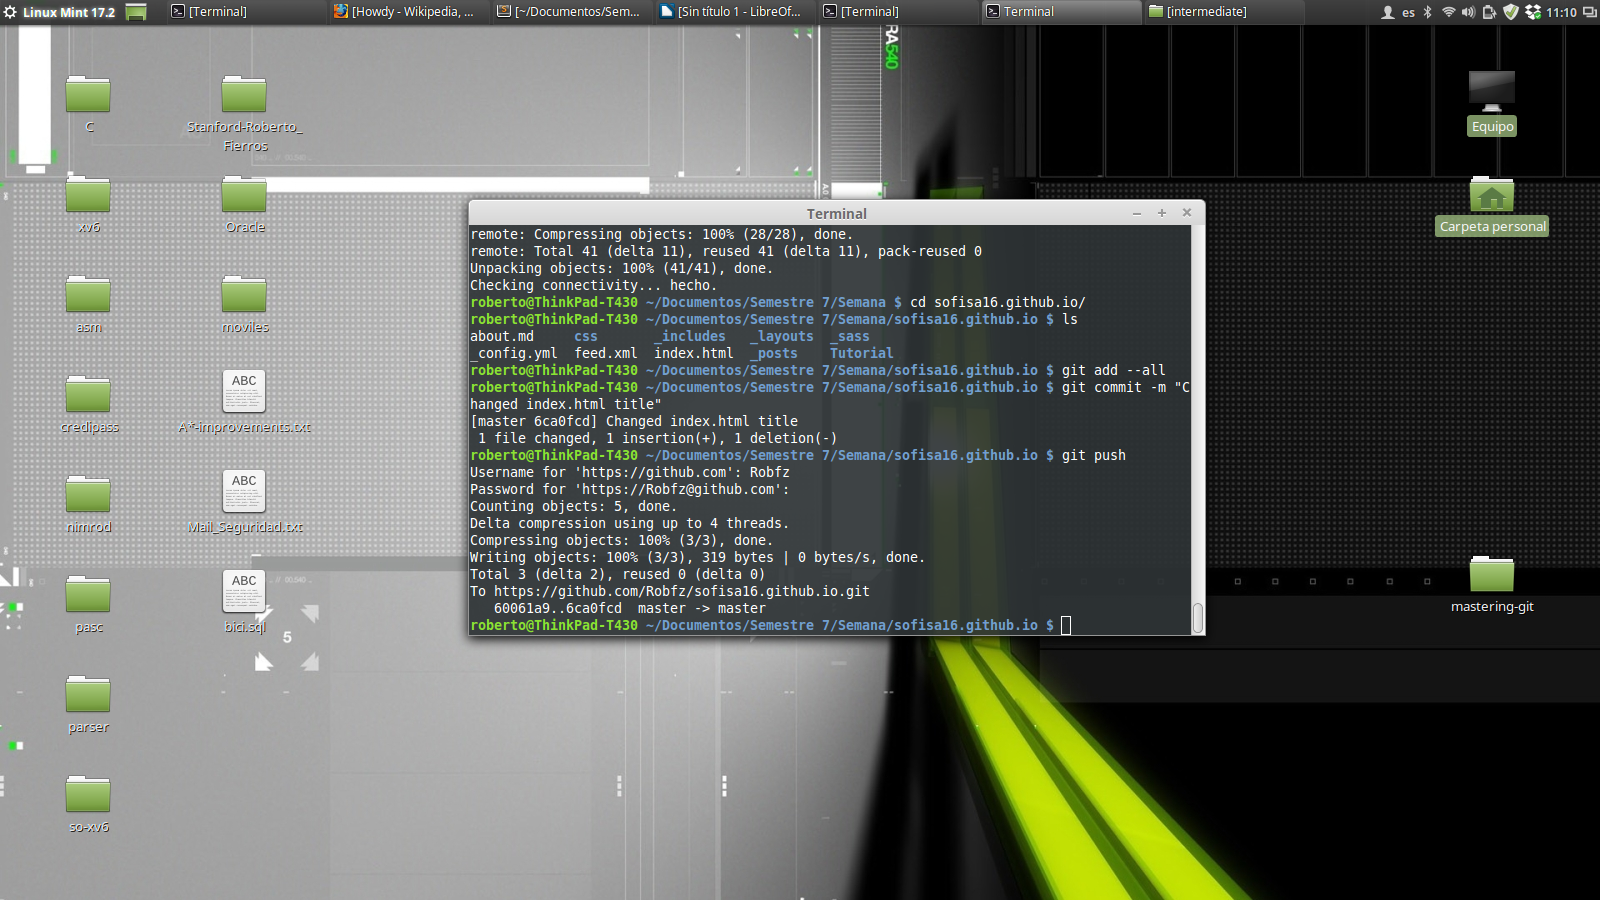 Linux Mint 17.2
[Terminal]
[Howdy - Wikipedia, ...
[~/Documentos/Sem...
[Sin título 1 - LibreOf...
[Terminal]
Terminal
[intermediate]
es
11:10
RA540
C
Stanford-Roberto_
Fierros
xv6
Oracle
asm
moviles
credipass
ABC
A*-improvements.txt
nimrod
ABC
Mail_Seguridad.txt
pasc
ABC
bici.sql
5
parser
so-xv6
Equipo
Carpeta personal
mastering-git
Terminal
remote: Compressing objects: 100% (28/28), done.
remote: Total 41 (delta 11), reused 41 (delta 11), pack-reused 0
Unpacking objects: 100% (41/41), done.
Checking connectivity... hecho.
roberto@ThinkPad-T430 ~/Documentos/Semestre 7/Semana $ cd sofisa16.github.io/
roberto@ThinkPad-T430 ~/Documentos/Semestre 7/Semana/sofisa16.github.io $ ls
about.md     css       _includes   _layouts  _sass
_config.yml  feed.xml  index.html  _posts    Tutorial
roberto@ThinkPad-T430 ~/Documentos/Semestre 7/Semana/sofisa16.github.io $ git add --all
roberto@ThinkPad-T430 ~/Documentos/Semestre 7/Semana/sofisa16.github.io $ git commit -m "C
hanged index.html title"
[master 6ca0fcd] Changed index.html title
 1 file changed, 1 insertion(+), 1 deletion(-)
roberto@ThinkPad-T430 ~/Documentos/Semestre 7/Semana/sofisa16.github.io $ git push
Username for 'https://github.com': Robfz
Password for 'https://Robfz@github.com':
Counting objects: 5, done.
Delta compression using up to 4 threads.
Compressing objects: 100% (3/3), done.
Writing objects: 100% (3/3), 319 bytes | 0 bytes/s, done.
Total 3 (delta 2), reused 0 (delta 0)
To https://github.com/Robfz/sofisa16.github.io.git
   60061a9..6ca0fcd  master -> master
roberto@ThinkPad-T430 ~/Documentos/Semestre 7/Semana/sofisa16.github.io $